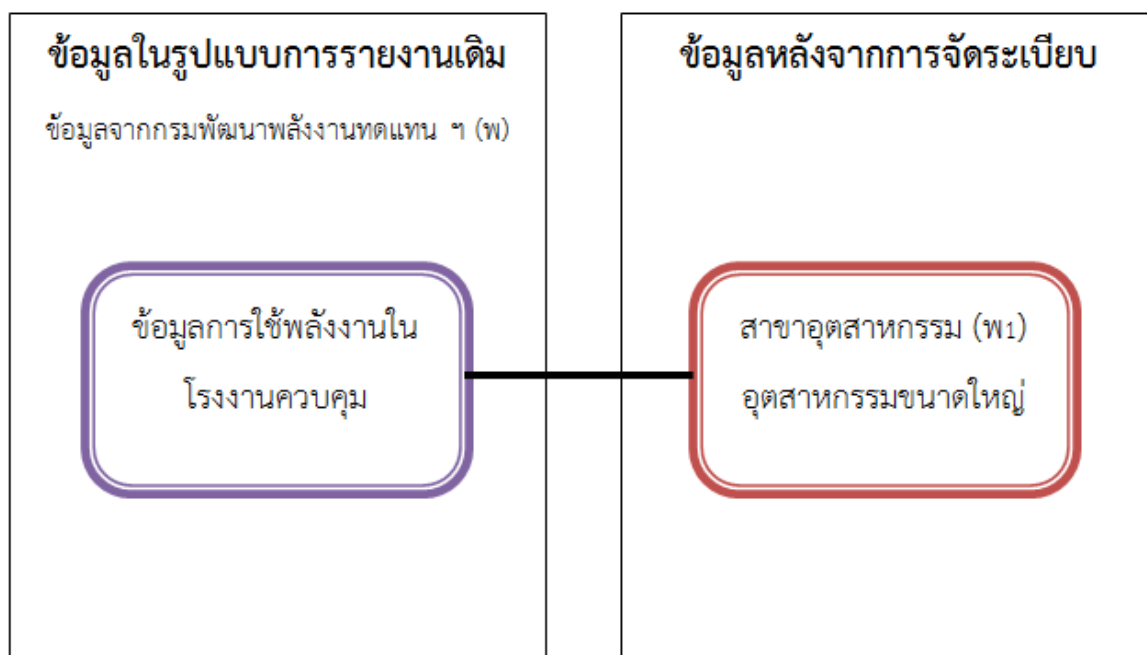 ข้อมูลในรูปแบบการรายงานเดิม
ข้อมูลจากกรมพัฒนาพลังงานทดแทน ฯ (พ)
ข้อมูลการใช้พลังงานใน
โรงงานควบคุม
ข้อมูลหลังจากการจัดระเบียบ
สาขาอุตสาหกรรม (พ1)
อุตสาหกรรมขนาดใหญ่